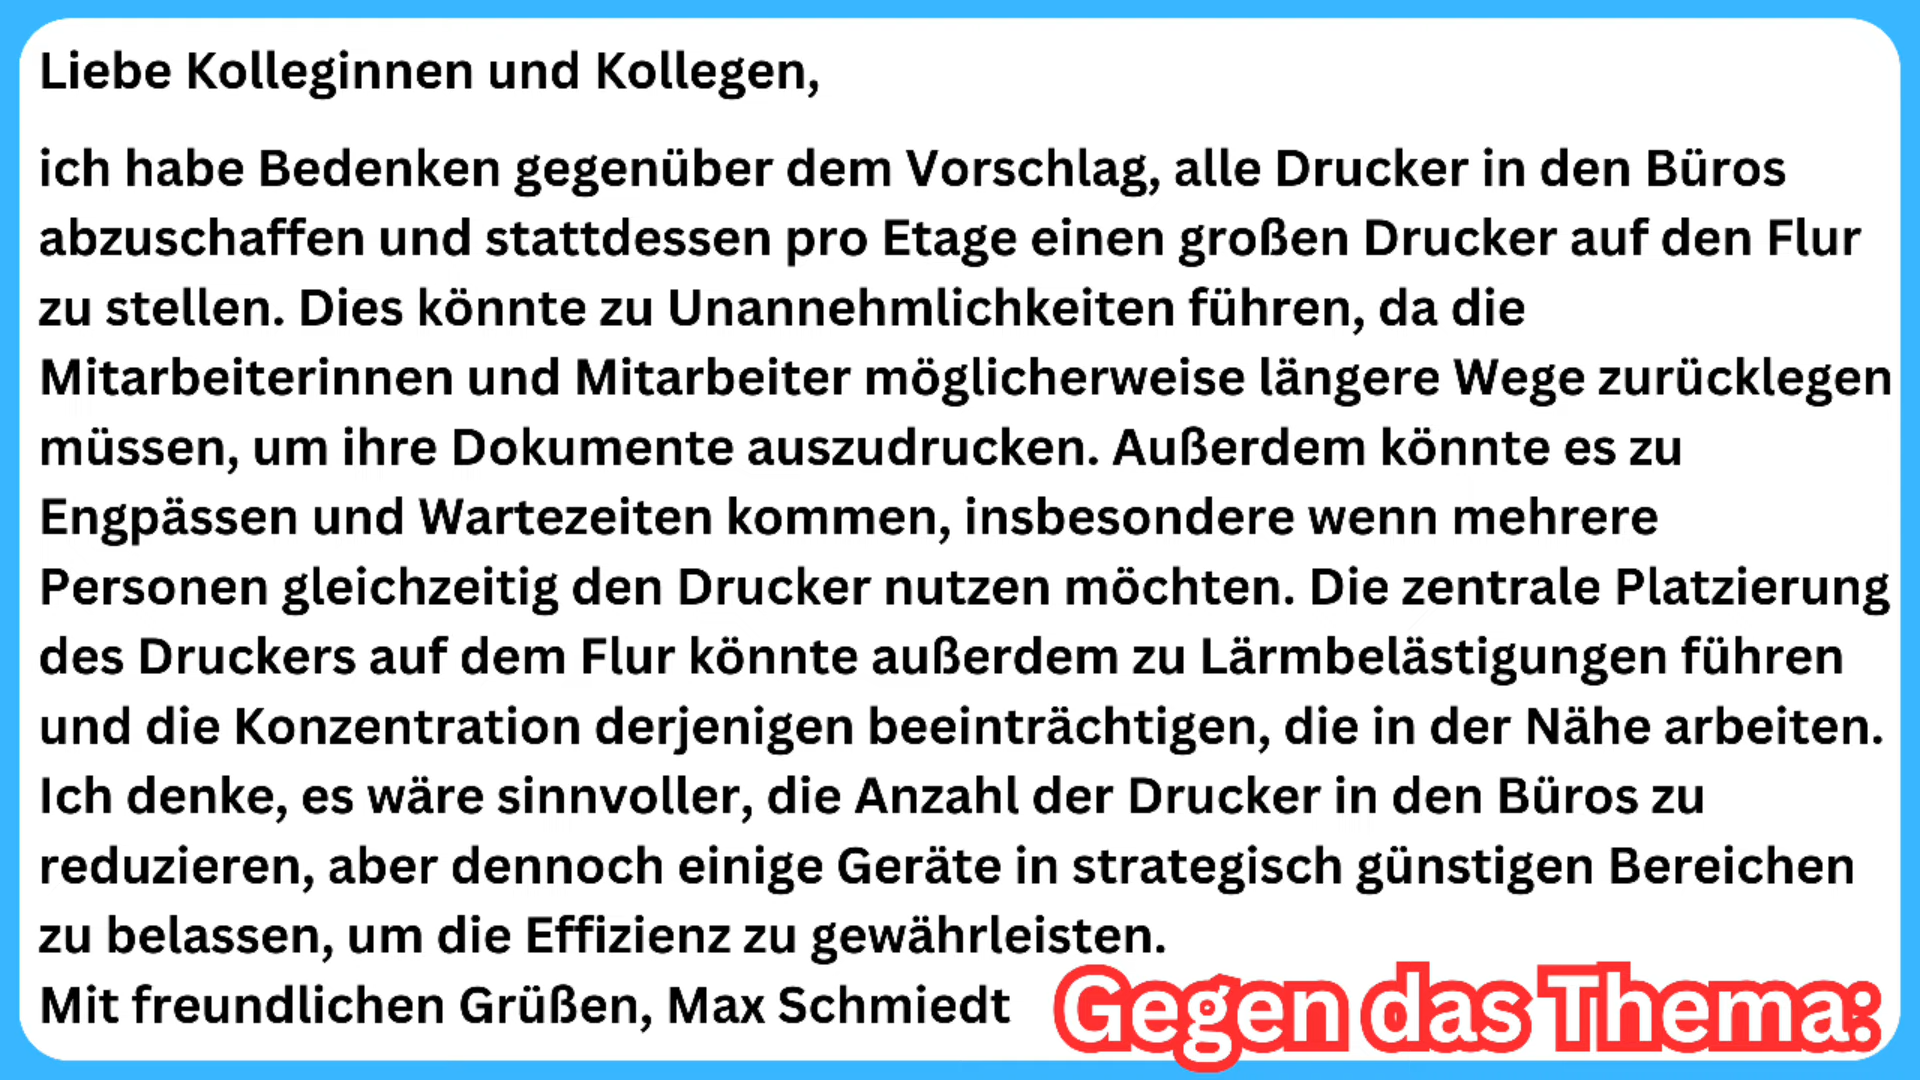 Liebe Kolleginnen und Kollegen,
ich habe Bedenken gegenüber dem Vorschlag, alle Drucker in den Büros
abzuschaffen und stattdessen pro Etage einen großen Drucker auf den Flur
zu stellen. Dies könnte zu Unannehmlichkeiten führen, da die
Mitarbeiterinnen und Mitarbeiter möglicherweise längere Wege zurücklegen
müssen, um ihre Dokumente auszudrucken. Außerdem könnte es zu
Engpässen und Wartezeiten kommen, insbesondere wenn mehrere
Personen gleichzeitig den Drucker nutzen möchten. Die zentrale Platzierung
des Druckers auf dem Flur könnte außerdem zu Lärmbelästigungen führen
und die Konzentration derjenigen beeinträchtigen, die in der Nähe arbeiten.
Ich denke, es wäre sinnvoller, die Anzahl der Drucker in den Büros zu
reduzieren, aber dennoch einige Geräte in strategisch günstigen Bereichen
zu belassen, um die Effizienz zu gewährleisten.
Mit freundlichen Grüßen, Max Schmiedt
Gegen das Thema: